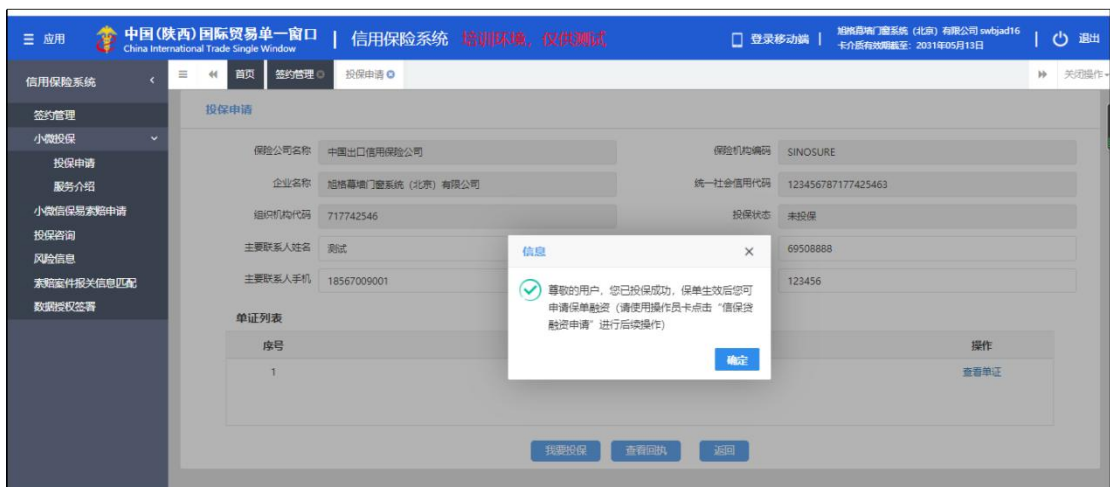 应用
中国(陕西)国际贸易单一窗口
China International Trade Single Window
信用保险系统 培训环境,仅供测试
登录移动端
旭格幕墙门窗系统(北京)有限公司 swbjad16
卡介质有效期截至:2031年05月13日
退出
信用保险系统
首页 签约管理 投保申请
关闭操作
签约管理
小微投保
投保申请
服务介绍
小微信保易索赔申请
投保咨询
风险信息
索赔案件报关信息匹配
数据授权签署
投保申请
保险公司名称 中国出口信用保险公司 保险机构编码 SINOSURE
企业名称 旭格幕墙门窗系统(北京)有限公司 统一社会信用代码 123456787177425463
组织机构代码 717742546 投保状态 未投保
主要联系人姓名 测试 69508888
主要联系人手机 18567009001 123456
信息
尊敬的用户,您已投保成功,保单生效后您可
申请保单融资(请使用操作员卡点击“信保贷
融资申请”进行后续操作)
确定
单证列表
序号 操作
1 查看单证
我要投保 查看回执 返回